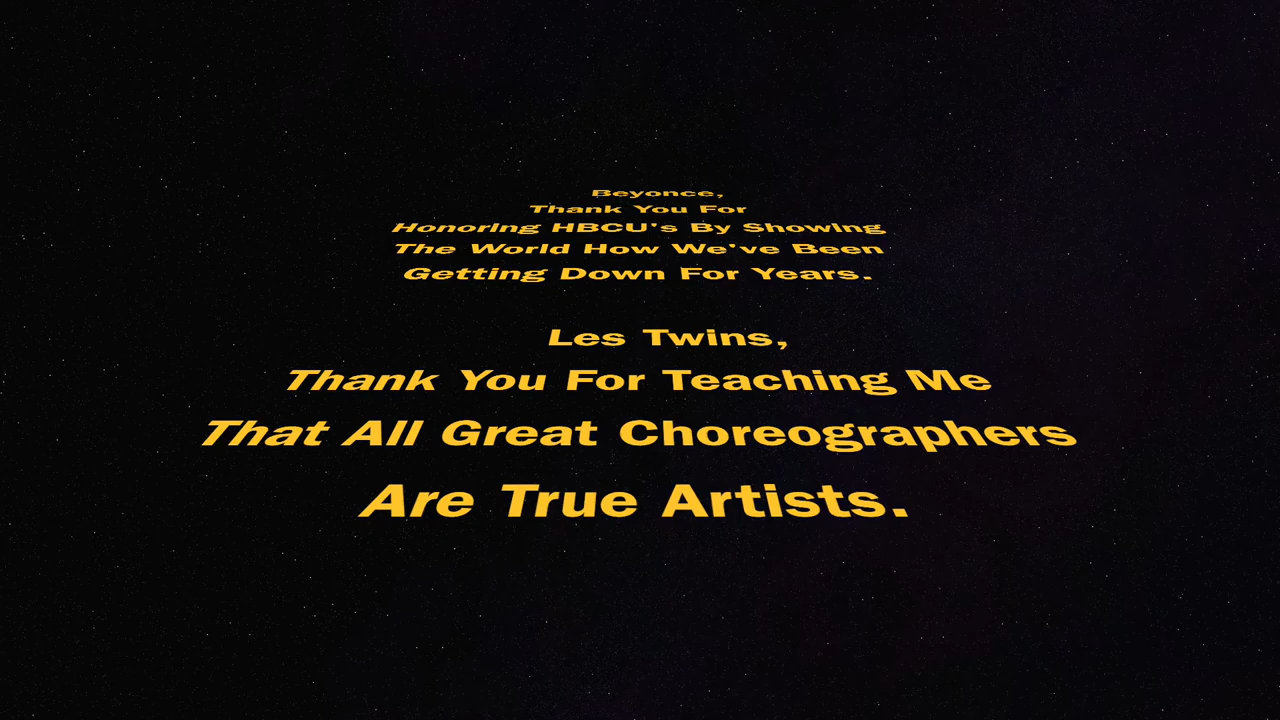 Beyonce,
Thank You For
Honoring HBCU's By Showing
The World How We've Been
Getting Down For Years.
Les Twins,
Thank You For Teaching Me
That All Great Choreographers
Are True Artists.